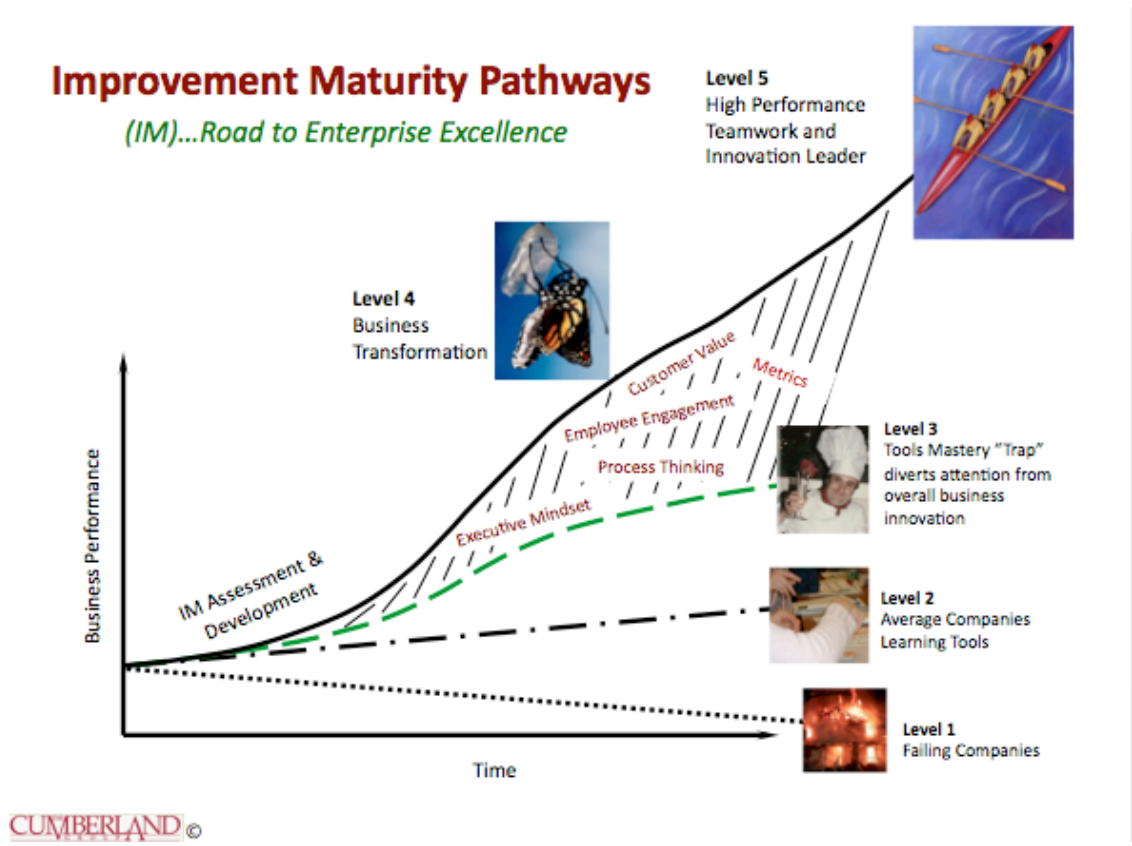 Improvement Maturity Pathways
(IM)...Road to Enterprise Excellence
Level 5
High Performance
Teamwork and
Innovation Leader
Level 4
Business
Transformation
Customer Value
Metrics
Employee Engagement
Process Thinking
Executive Mindset
IM Assessment &
Development
Level 3
Tools Mastery “Trap”
diverts attention from
overall business
innovation
Level 2
Average Companies
Learning Tools
Level 1
Failing Companies
Business Performance
Time
CUMBERLAND ©